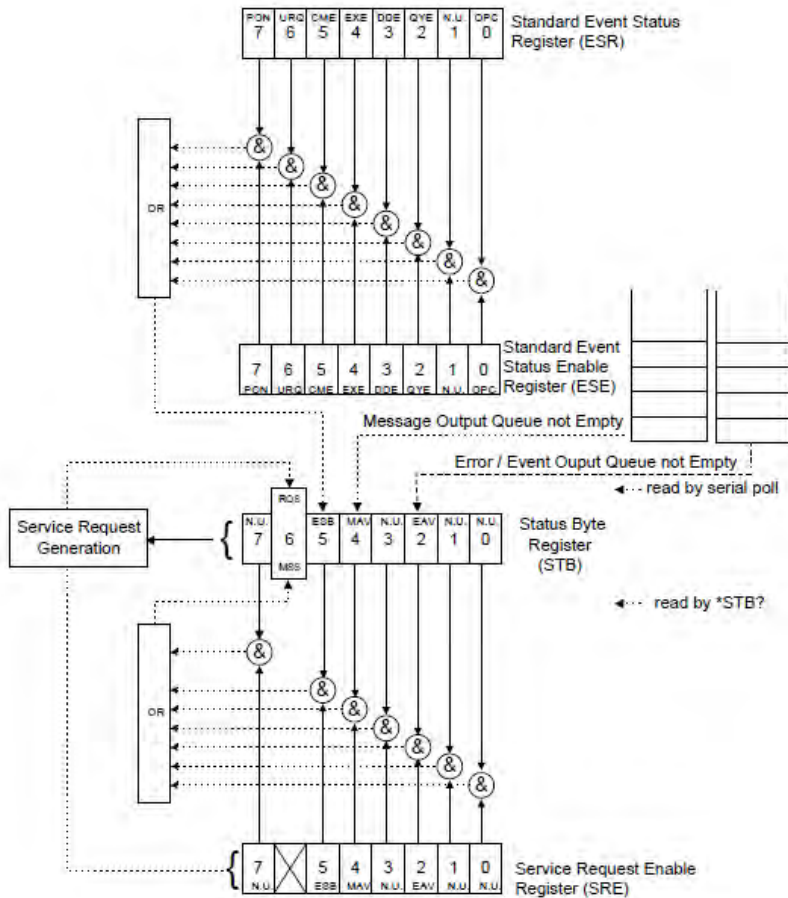 PON URQ CME EXE DDE QYE N.U. OPC
7 6 5 4 3 2 1 0
Standard Event Status
Register (ESR)
&
&
&
&
OR
&
&
&
&
7 6 5 4 3 2 1 0
PON URQ CME EXE DDE QYE N.U. OPC
Standard Event
Status Enable
Register (ESE)
Message Output Queue not Empty
Error / Event Ouput Queue not Empty
read by serial poll
Service Request
Generation
{
RQS
N.U. ESB MAV N.U. EAV N.U. N.U.
7 6 5 4 3 2 1 0
MSS
Status Byte
Register
(STB)
read by *STB?
&
&
&
OR
&
&
&
&
{
7 5 4 3 2 1 0
N.U. ESB MAV N.U. EAV N.U. N.U.
Service Request Enable
Register (SRE)